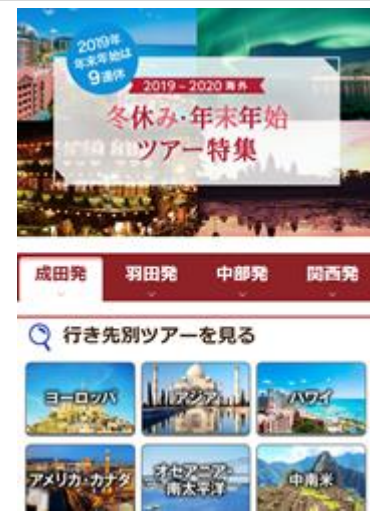 2019年
年末年始は
9連休
2019-2020 海外
冬休み・年末年始
ツアー特集
成田発 羽田発 中部発 関西発
行き先別ツアーを見る
ヨーロッパ アジア ハワイ
アメリカ・カナダ オセアニア・南太平洋 中南米